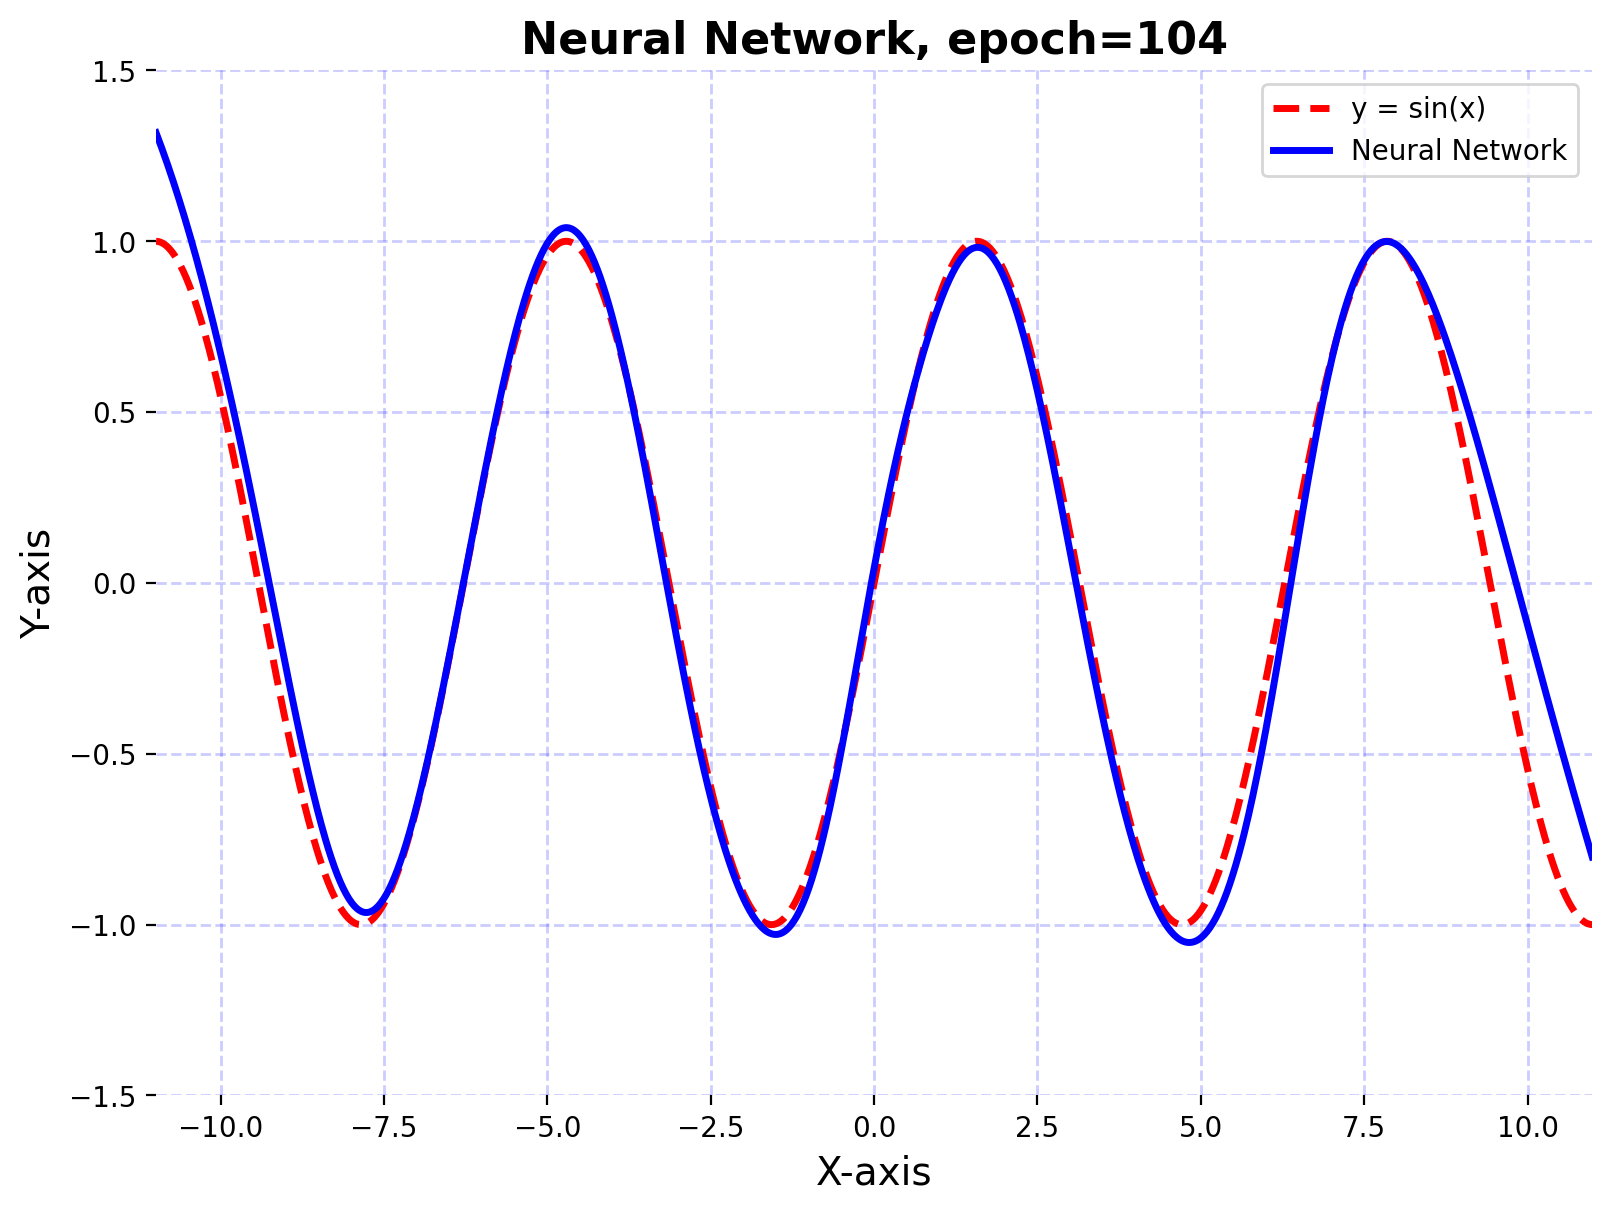 Neural Network, epoch=104
y = sin(x)
Neural Network
1.5
1.0
0.5
0.0
−0.5
−1.0
−1.5
Y-axis
−10.0 −7.5 −5.0 −2.5 0.0 2.5 5.0 7.5 10.0
X-axis